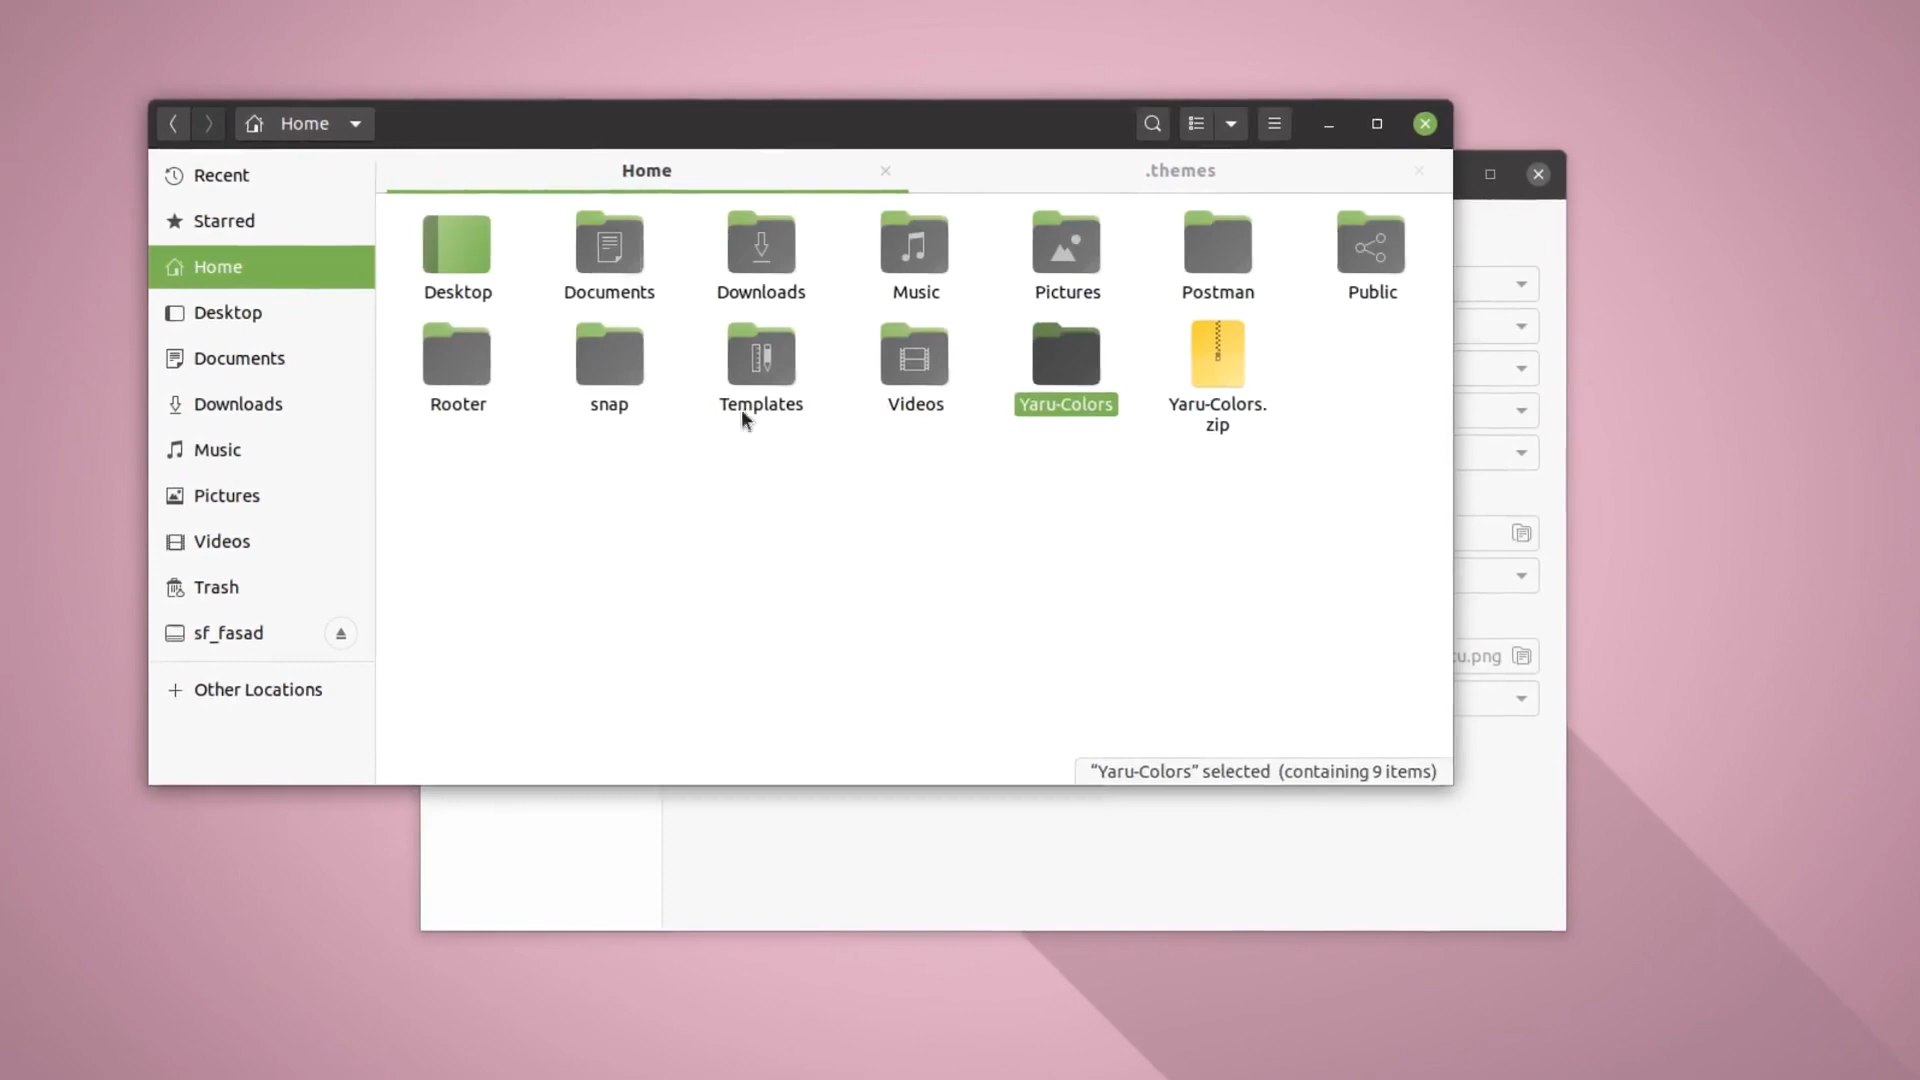 Home
Home
.themes
Recent
Starred
Home
Desktop
Documents
Downloads
Music
Pictures
Videos
Trash
sf_fasad
Other Locations
Desktop
Documents
Downloads
Music
Pictures
Postman
Public
Rooter
snap
Templates
Videos
Yaru-Colors
Yaru-Colors.
zip
“Yaru-Colors” selected (containing 9 items)